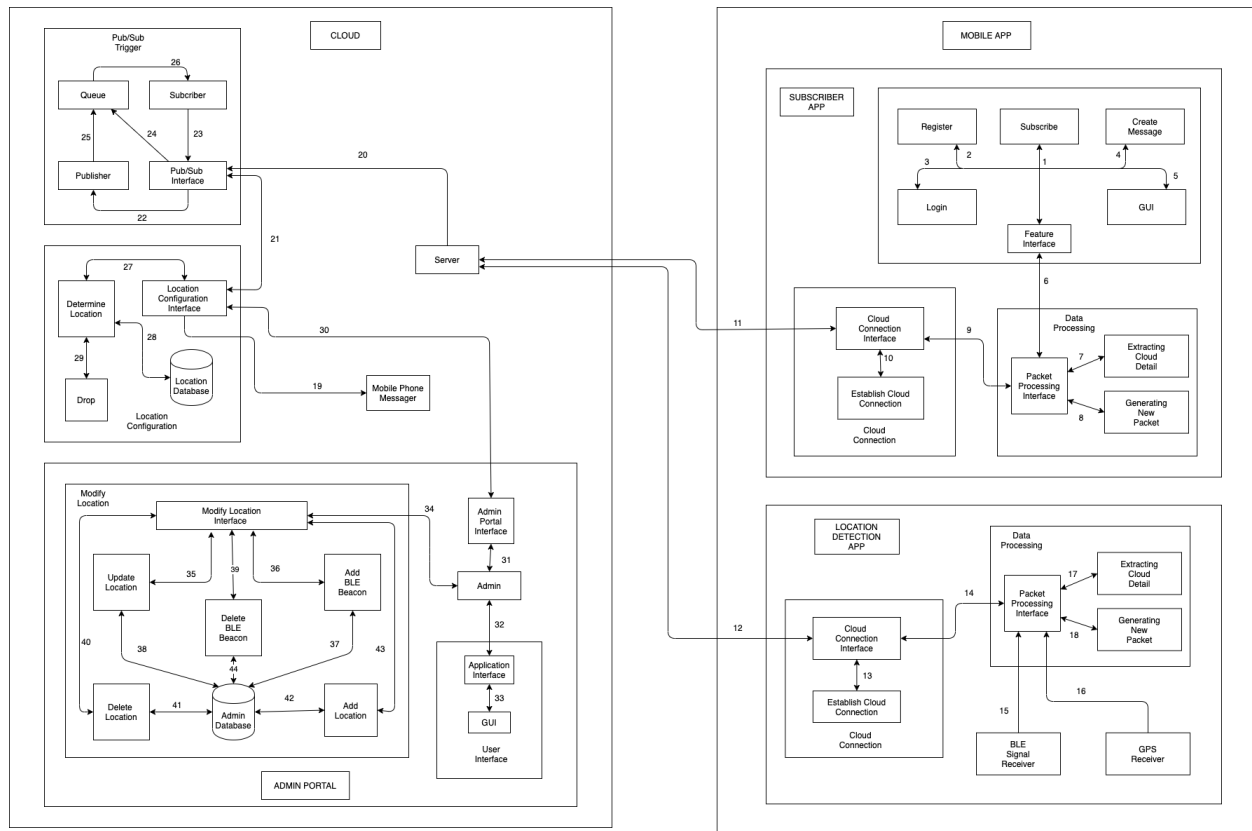 CLOUD
Pub/Sub
Trigger
26
Queue
Subcriber
25
24
23
Publisher
Pub/Sub
Interface
22
20
21
Server
27
Determine
Location
Location
Configuration
Interface
28
29
Drop
Location
Database
Location
Configuration
30
19
Mobile Phone
Messager
Modify
Location
Modify Location
Interface
34
Admin
Portal
Interface
31
Admin
35
39
36
Update
Location
Add
BLE
Beacon
Delete
BLE
Beacon
40
38
37
43
44
32
Delete
Location
41
Admin
Database
42
Add
Location
Application
Interface
33
GUI
User
Interface
ADMIN PORTAL
MOBILE APP
SUBSCRIBER
APP
Register
Subscribe
Create
Message
2
4
3
1
5
Login
GUI
Feature
Interface
6
11
Cloud
Connection
Interface
9
10
Establish Cloud
Connection
Cloud
Connection
Data
Processing
Packet
Processing
Interface
7
Extracting
Cloud
Detail
8
Generating
New
Packet
LOCATION
DETECTION
APP
Data
Processing
17
Extracting
Cloud
Detail
14
Packet
Processing
Interface
18
Generating
New
Packet
12
Cloud
Connection
Interface
13
Establish Cloud
Connection
Cloud
Connection
15
16
BLE
Signal
Receiver
GPS
Receiver